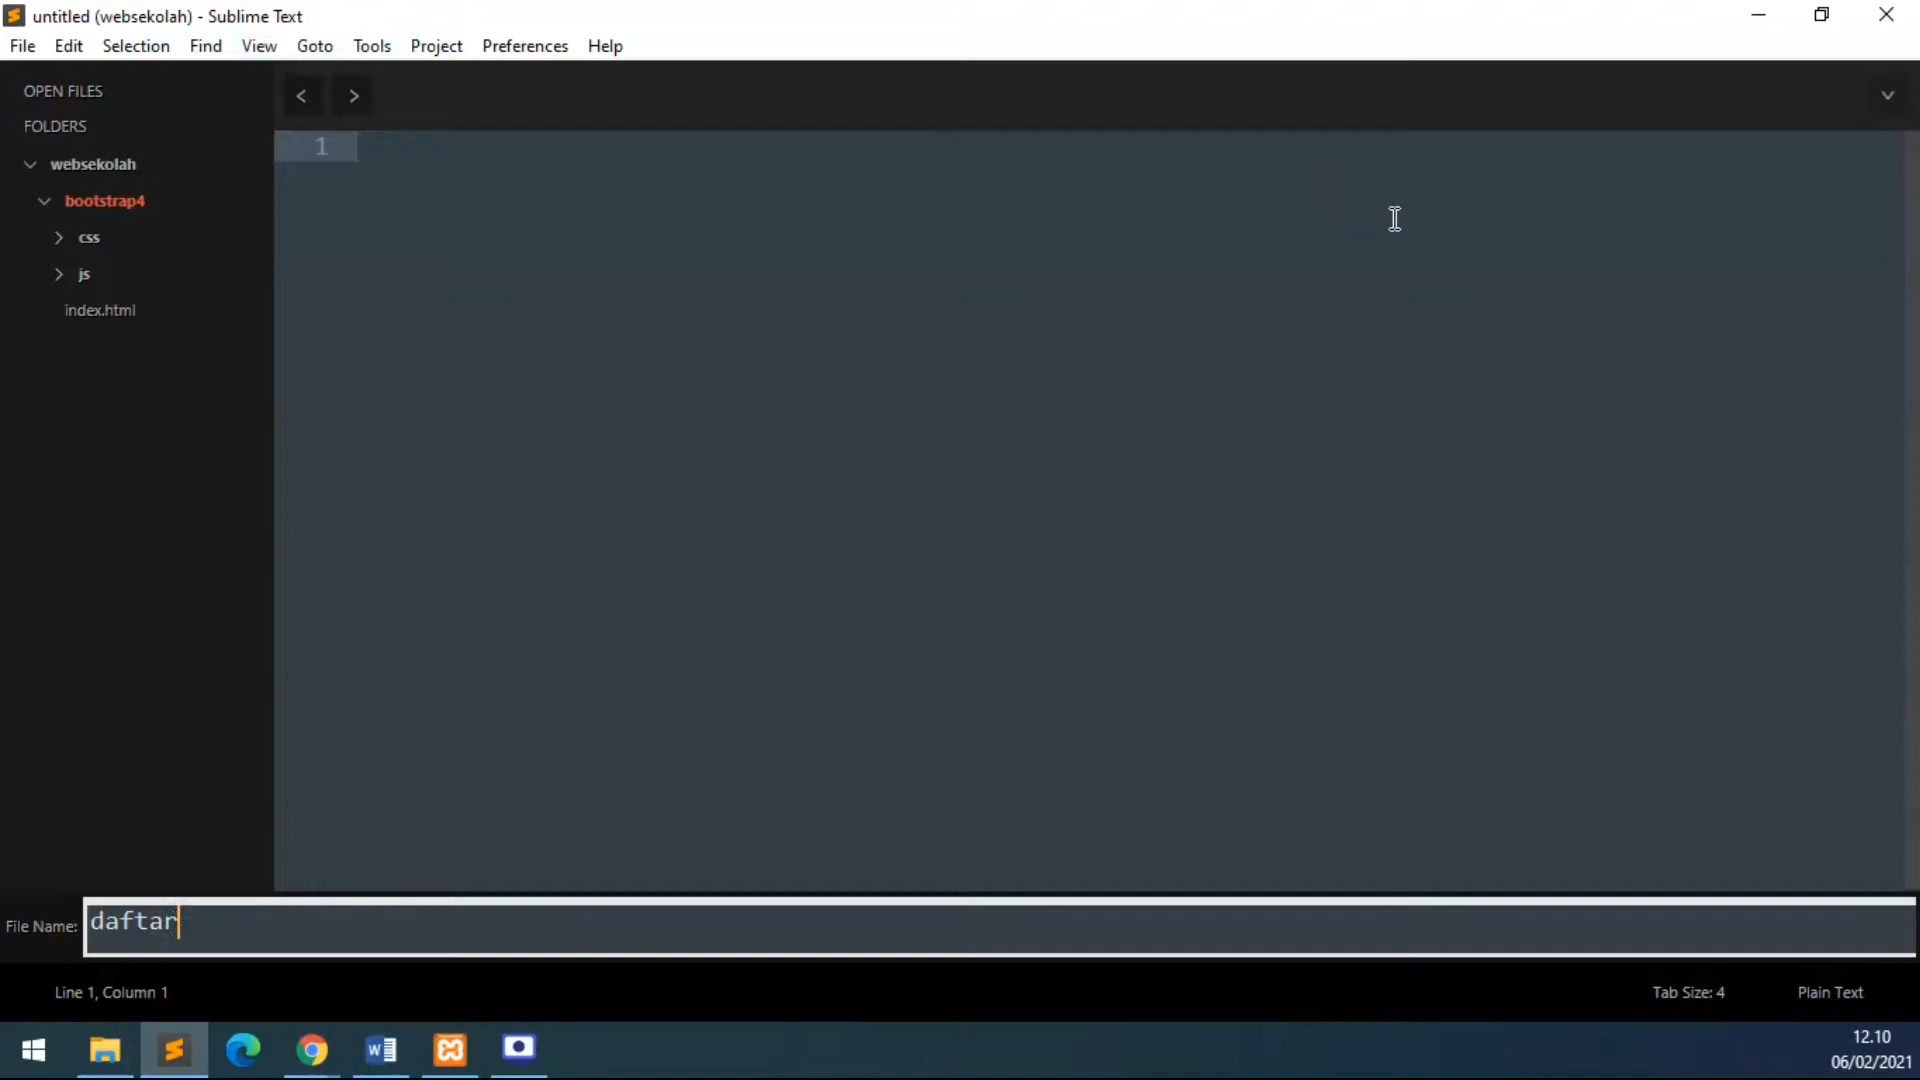 untitled (websekolah) - Sublime Text
File Edit Selection Find View Goto Tools Project Preferences Help
OPEN FILES
FOLDERS
websekolah
bootstrap4
css
js
index.html
1
File Name: daftar
Line 1, Column 1
Tab Size: 4
Plain Text
12.10
06/02/2021